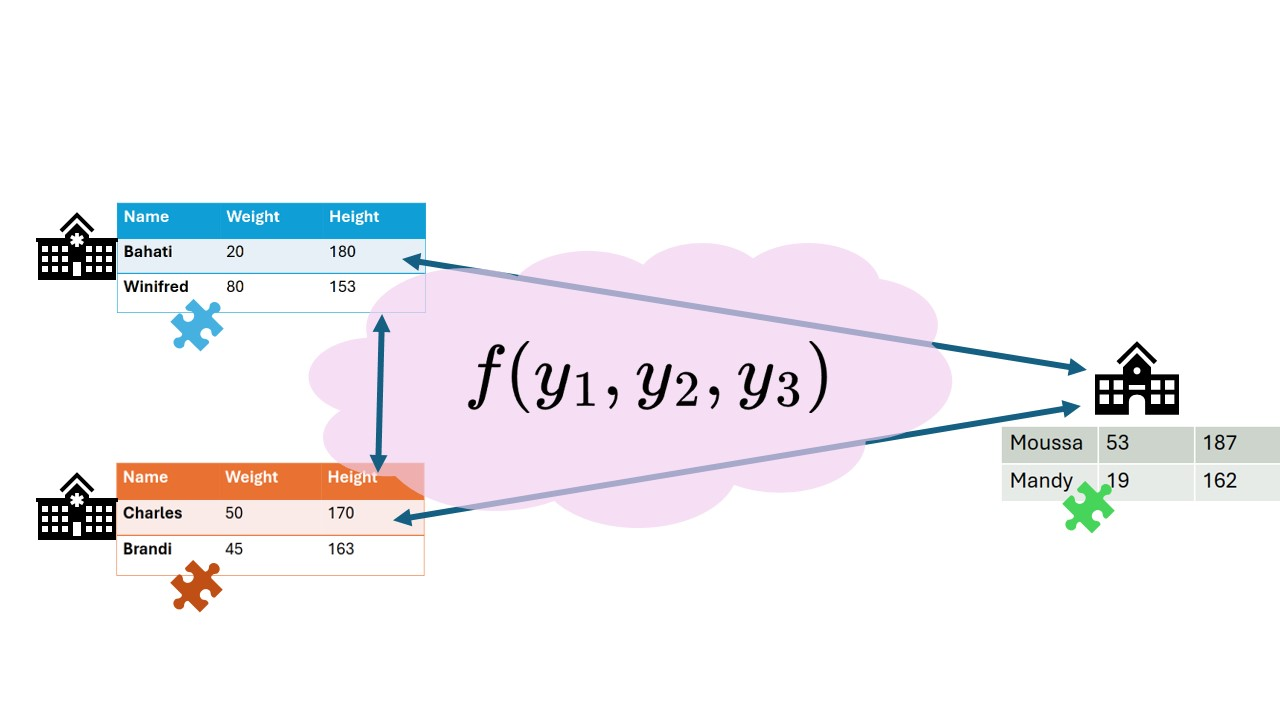 Name Weight Height
Bahati 20 180
Winifred 80 153
f(y₁, y₂, y₃)
Moussa 53 187
Mandy 19 162
Name Weight Height
Charles 50 170
Brandi 45 163